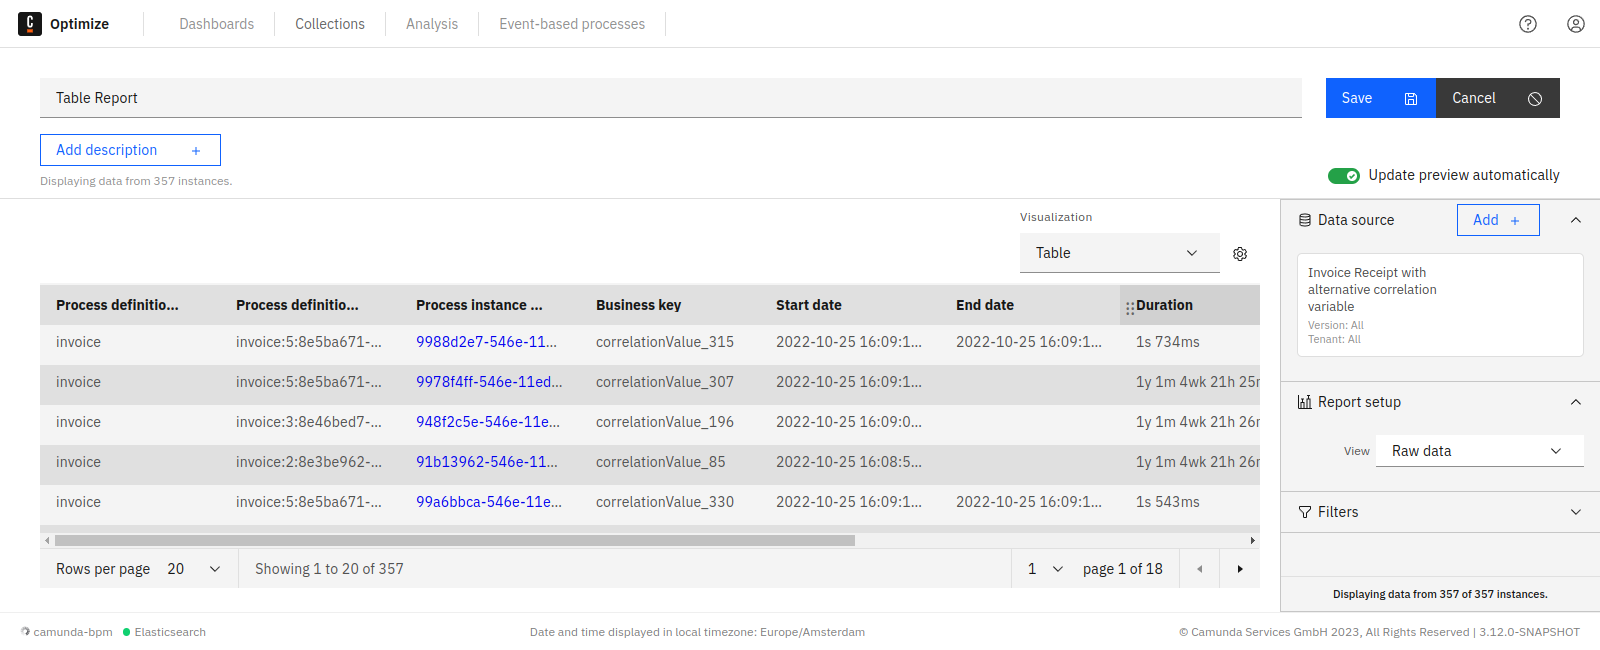 C Optimize Dashboards Collections Analysis Event-based processes
Table Report
Save Cancel
Add description +
Displaying data from 357 instances.
Update preview automatically
Visualization
Table
Process definitio... Process definitio... Process instance ... Business key Start date End date Duration
invoice invoice:5:8e5ba671-... 9988d2e7-546e-11... correlationValue_315 2022-10-25 16:09:1... 2022-10-25 16:09:1... 1s 734ms
invoice invoice:5:8e5ba671-... 9978f4ff-546e-11ed... correlationValue_307 2022-10-25 16:09:1... 1y 1m 4wk 21h 25m
invoice invoice:3:8e46bed7-... 948f2c5e-546e-11e... correlationValue_196 2022-10-25 16:09:0... 1y 1m 4wk 21h 26m
invoice invoice:2:8e3be962-... 91b13962-546e-11... correlationValue_85 2022-10-25 16:08:5... 1y 1m 4wk 21h 26m
invoice invoice:5:8e5ba671-... 99a6bbca-546e-11e... correlationValue_330 2022-10-25 16:09:1... 2022-10-25 16:09:1... 1s 543ms
Rows per page 20 Showing 1 to 20 of 357 1 page 1 of 18
Data source Add +
Invoice Receipt with
alternative correlation
variable
Version: All
Tenant: All
Report setup
View Raw data
Filters
Displaying data from 357 of 357 instances.
camunda-bpm Elasticsearch Date and time displayed in local timezone: Europe/Amsterdam © Camunda Services GmbH 2023, All Rights Reserved | 3.12.0-SNAPSHOT